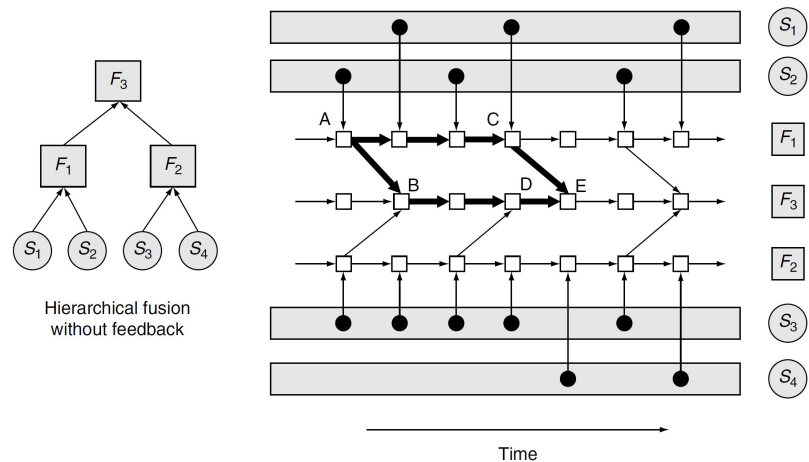 F3
F1
F2
S1
S2
S3
S4
Hierarchical fusion
without feedback
S1
S2
A
C
F1
B
D
E
F3
F2
S3
S4
Time